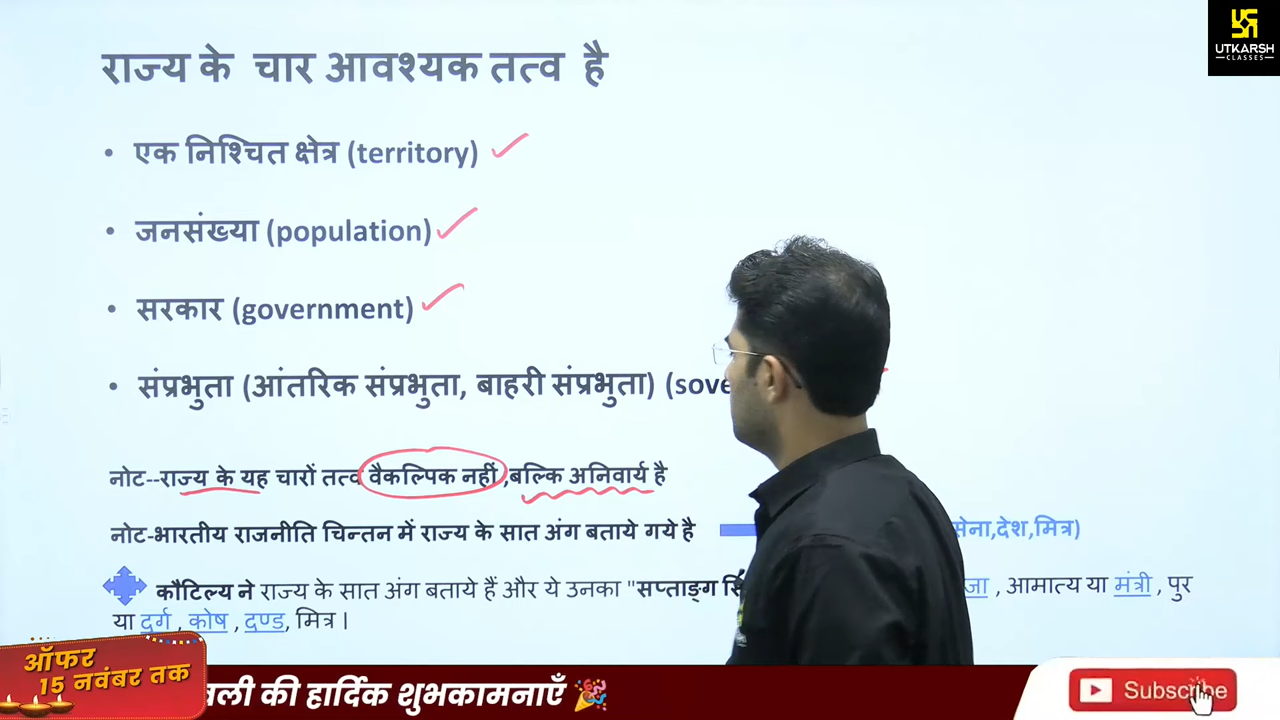 राज्य के चार आवश्यक तत्व है
UTKARSH
CLASSES
• एक निश्चित क्षेत्र (territory)
• जनसंख्या (population)
• सरकार (government)
• संप्रभुता (आंतरिक संप्रभुता, बाहरी संप्रभुता)
नोट--राज्य के यह चारों तत्व वैकल्पिक नहीं ,बल्कि अनिवार्य है
नोट-भारतीय राजनीति चिन्तन में राज्य के सात अंग बताये गये है सेना,देश,मित्र)
कौटिल्य ने राज्य के सात अंग बताये हैं और ये उनका "सप्ताङ्ग , आमात्य या मंत्री , पुर
या दुर्ग , कोष , दण्ड, मित्र ।
ऑफर
15 नवंबर तक
की हार्दिक शुभकामनाएँ
Subscribe